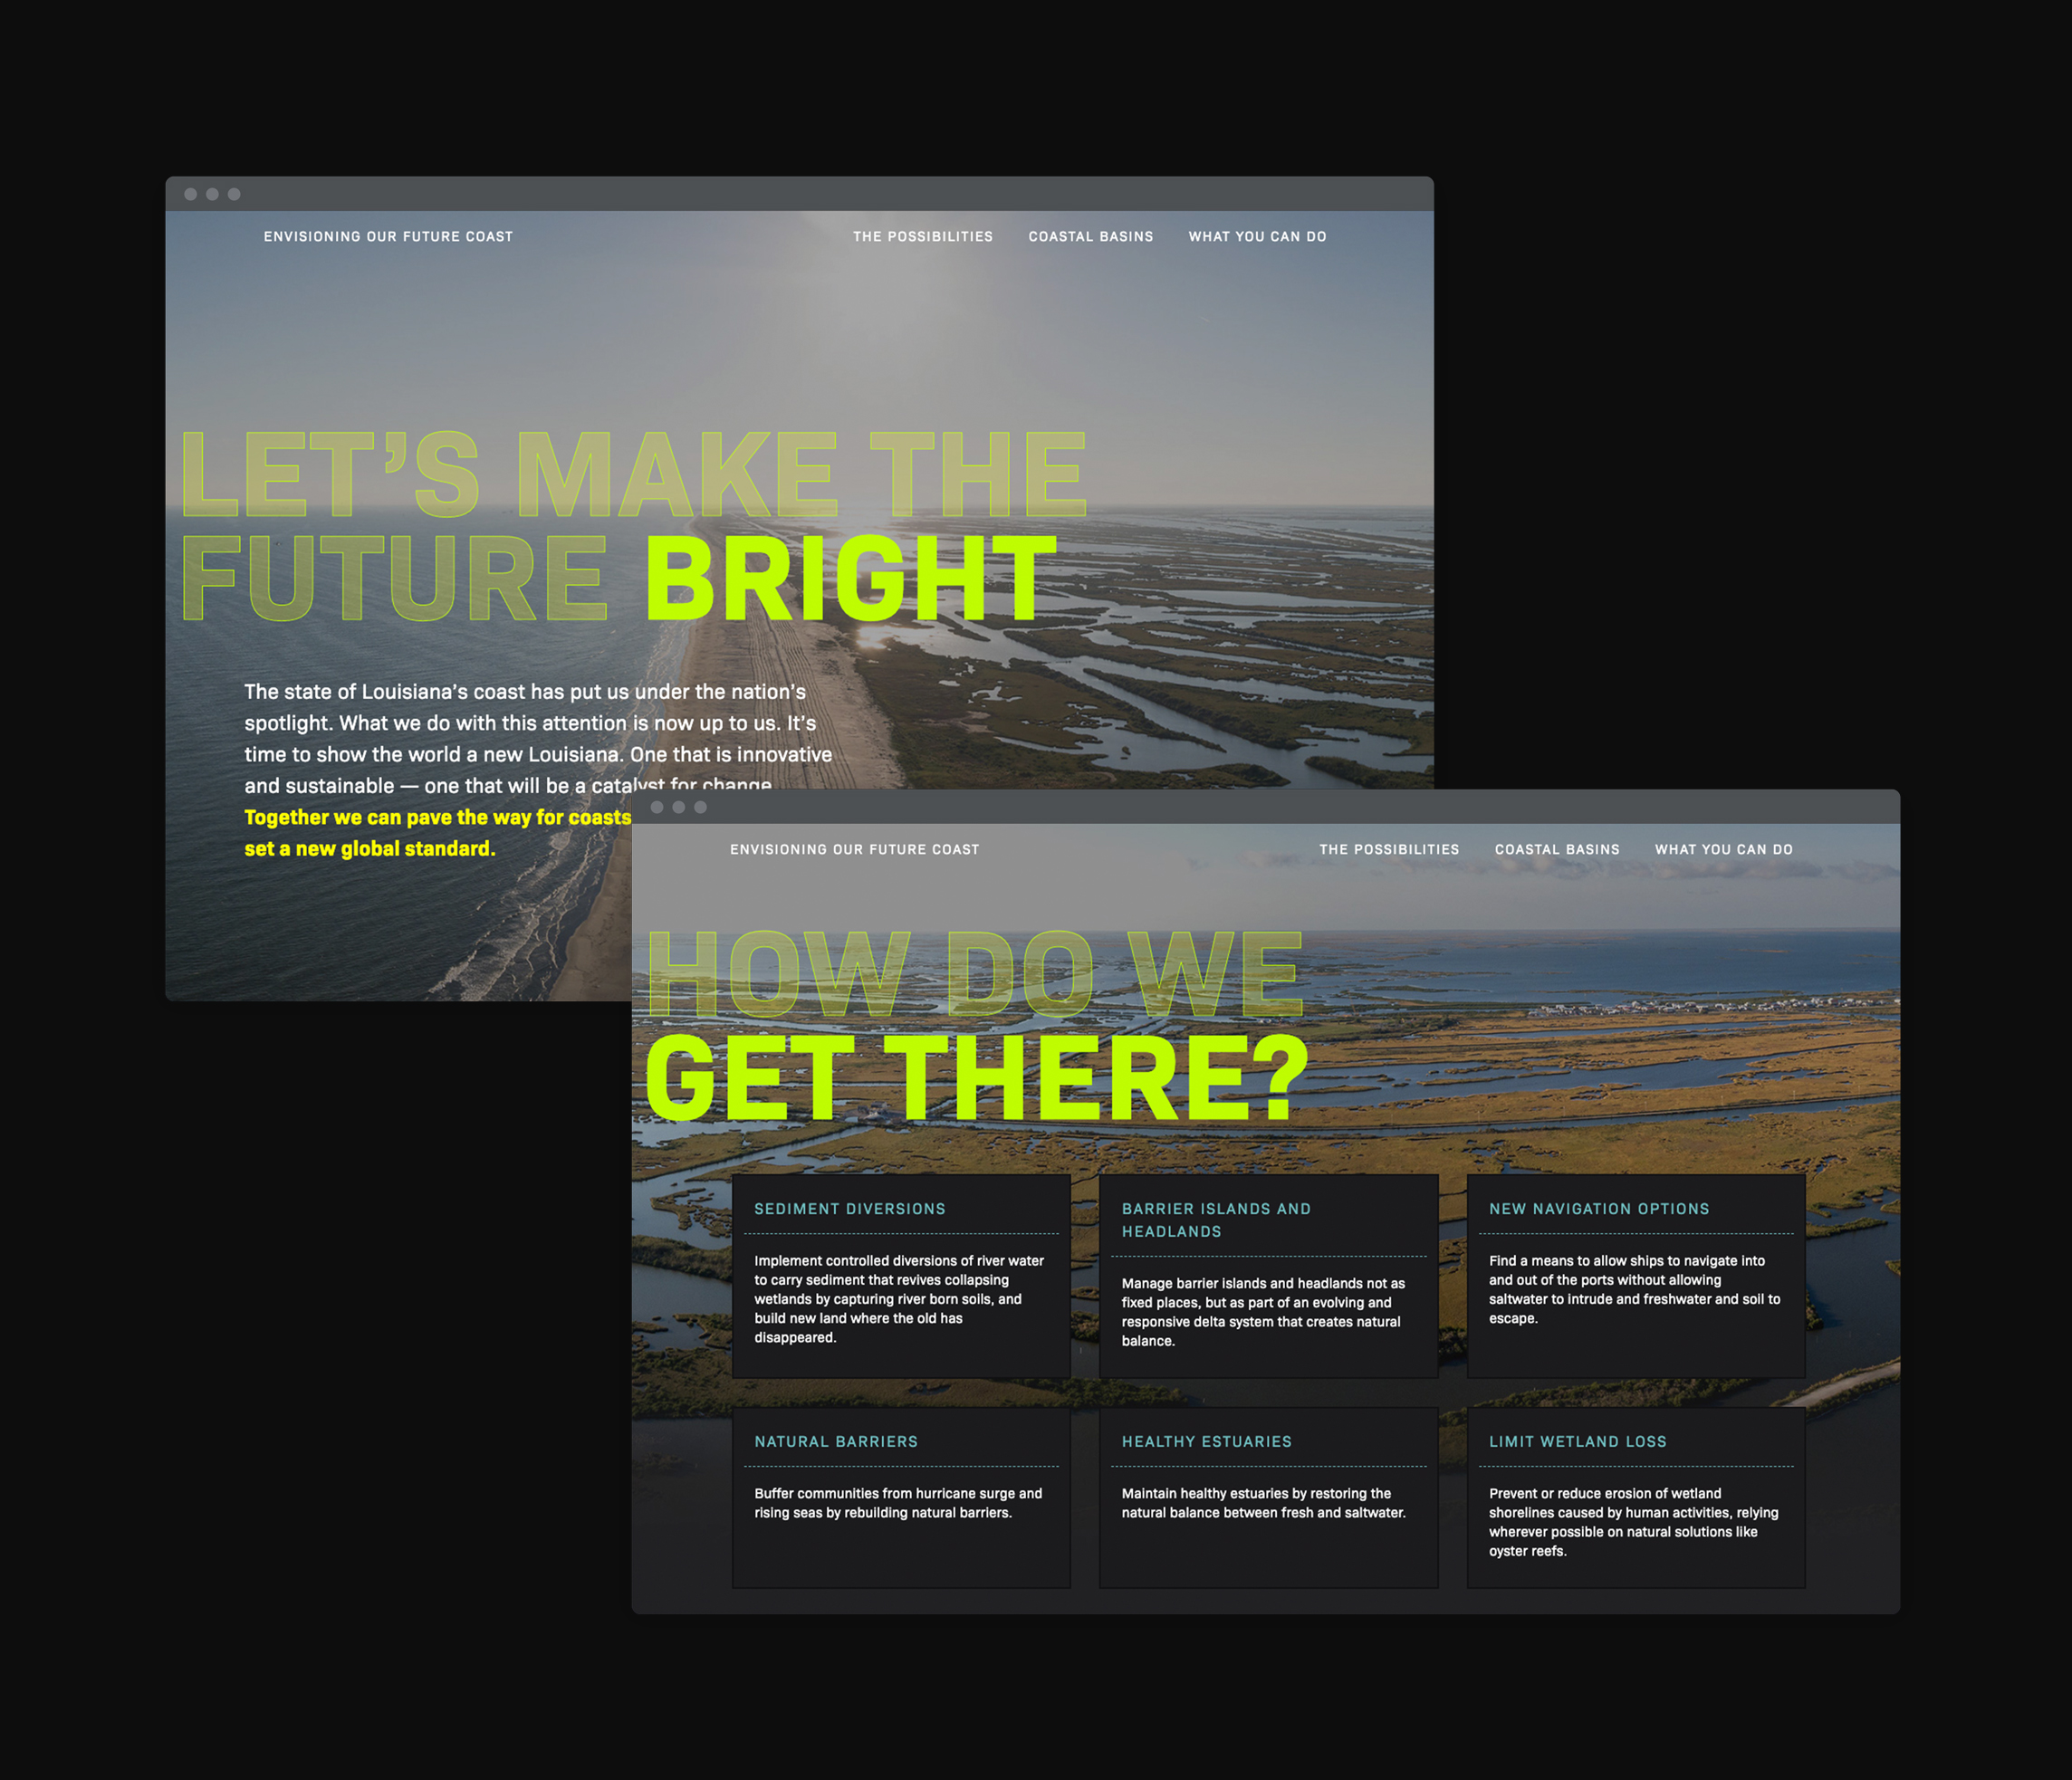 ENVISIONING OUR FUTURE COAST
THE POSSIBILITIES
COASTAL BASINS
WHAT YOU CAN DO
LET’S MAKE THE
FUTURE BRIGHT
The state of Louisiana’s coast has put us under the nation’s
spotlight. What we do with this attention is now up to us. It’s
time to show the world a new Louisiana. One that is innovative
and sustainable — one that will be a catalyst for change
Together we can pave the way for coasts
set a new global standard.
ENVISIONING OUR FUTURE COAST
THE POSSIBILITIES
COASTAL BASINS
WHAT YOU CAN DO
HOW DO WE
GET THERE?
SEDIMENT DIVERSIONS
Implement controlled diversions of river water
to carry sediment that revives collapsing
wetlands by capturing river born soils, and
build new land where the old has
disappeared.
BARRIER ISLANDS AND
HEADLANDS
Manage barrier islands and headlands not as
fixed places, but as part of an evolving and
responsive delta system that creates natural
balance.
NEW NAVIGATION OPTIONS
Find a means to allow ships to navigate into
and out of the ports without allowing
saltwater to intrude and freshwater and soil to
escape.
NATURAL BARRIERS
Buffer communities from hurricane surge and
rising seas by rebuilding natural barriers.
HEALTHY ESTUARIES
Maintain healthy estuaries by restoring the
natural balance between fresh and saltwater.
LIMIT WETLAND LOSS
Prevent or reduce erosion of wetland
shorelines caused by human activities, relying
wherever possible on natural solutions like
oyster reefs.